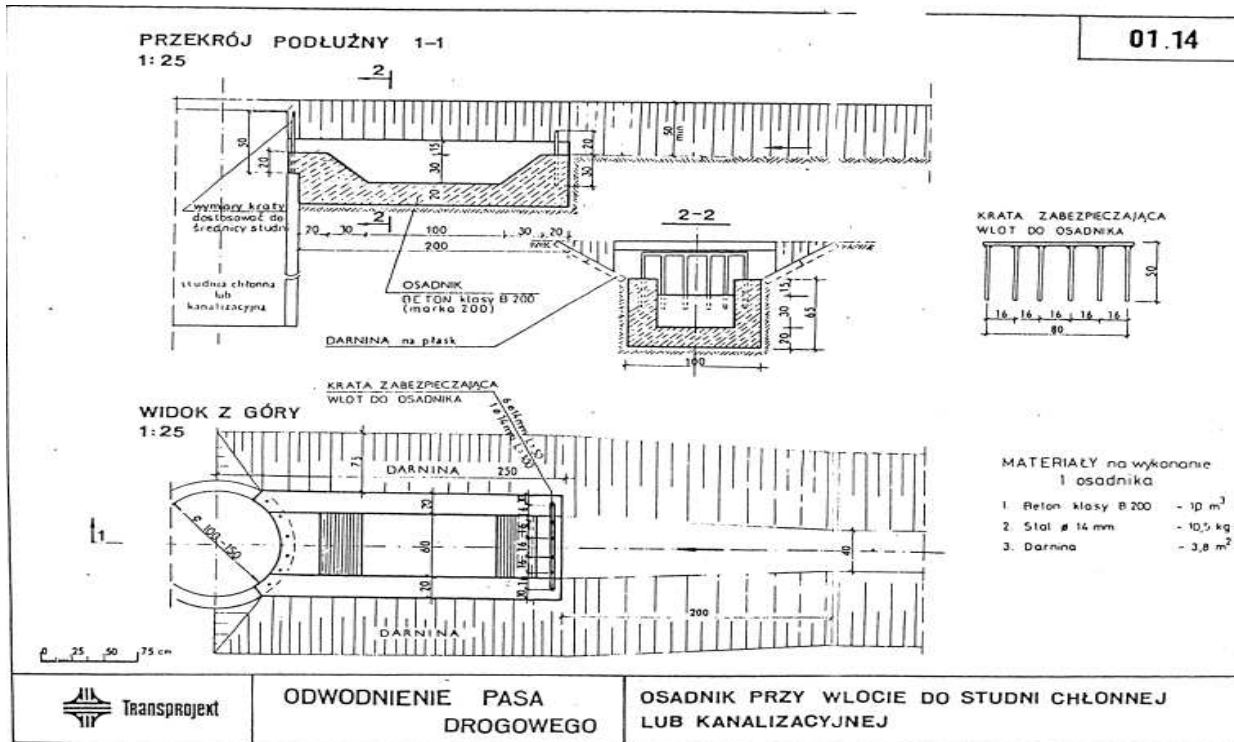 01.14
PRZEKRÓJ PODŁUŻNY 1-1
1:25
2
50
20
15
30
20
50
min
20
30
wymiary kraty
dostosować do
średnicy studni
2
20 30 100 30 20
200
studnia chłonna
lub
kanalizacyjna
OSADNIK
BETON klasy B 200
(marka 200)
DARNINA na płask
2-2
15
30
20
65
100
KRATA ZABEZPIECZAJĄCA
WLOT DO OSADNIKA
50
16 16 16 16 16
80
KRATA ZABEZPIECZAJĄCA
WLOT DO OSADNIKA
WIDOK Z GÓRY
1:25
75
DARNINA 250
20
60
20
100-150
1
40
200
DARNINA
0 25 50 75 cm
MATERIAŁY na wykonanie
1 osadnika
1. Beton klasy B 200 - 1,0 m³
2. Stal ø 14 mm - 10,5 kg
3. Darnina - 3,8 m²
Transprojekt
ODWODNIENIE PASA
DROGOWEGO
OSADNIK PRZY WLOCIE DO STUDNI CHŁONNEJ
LUB KANALIZACYJNEJ